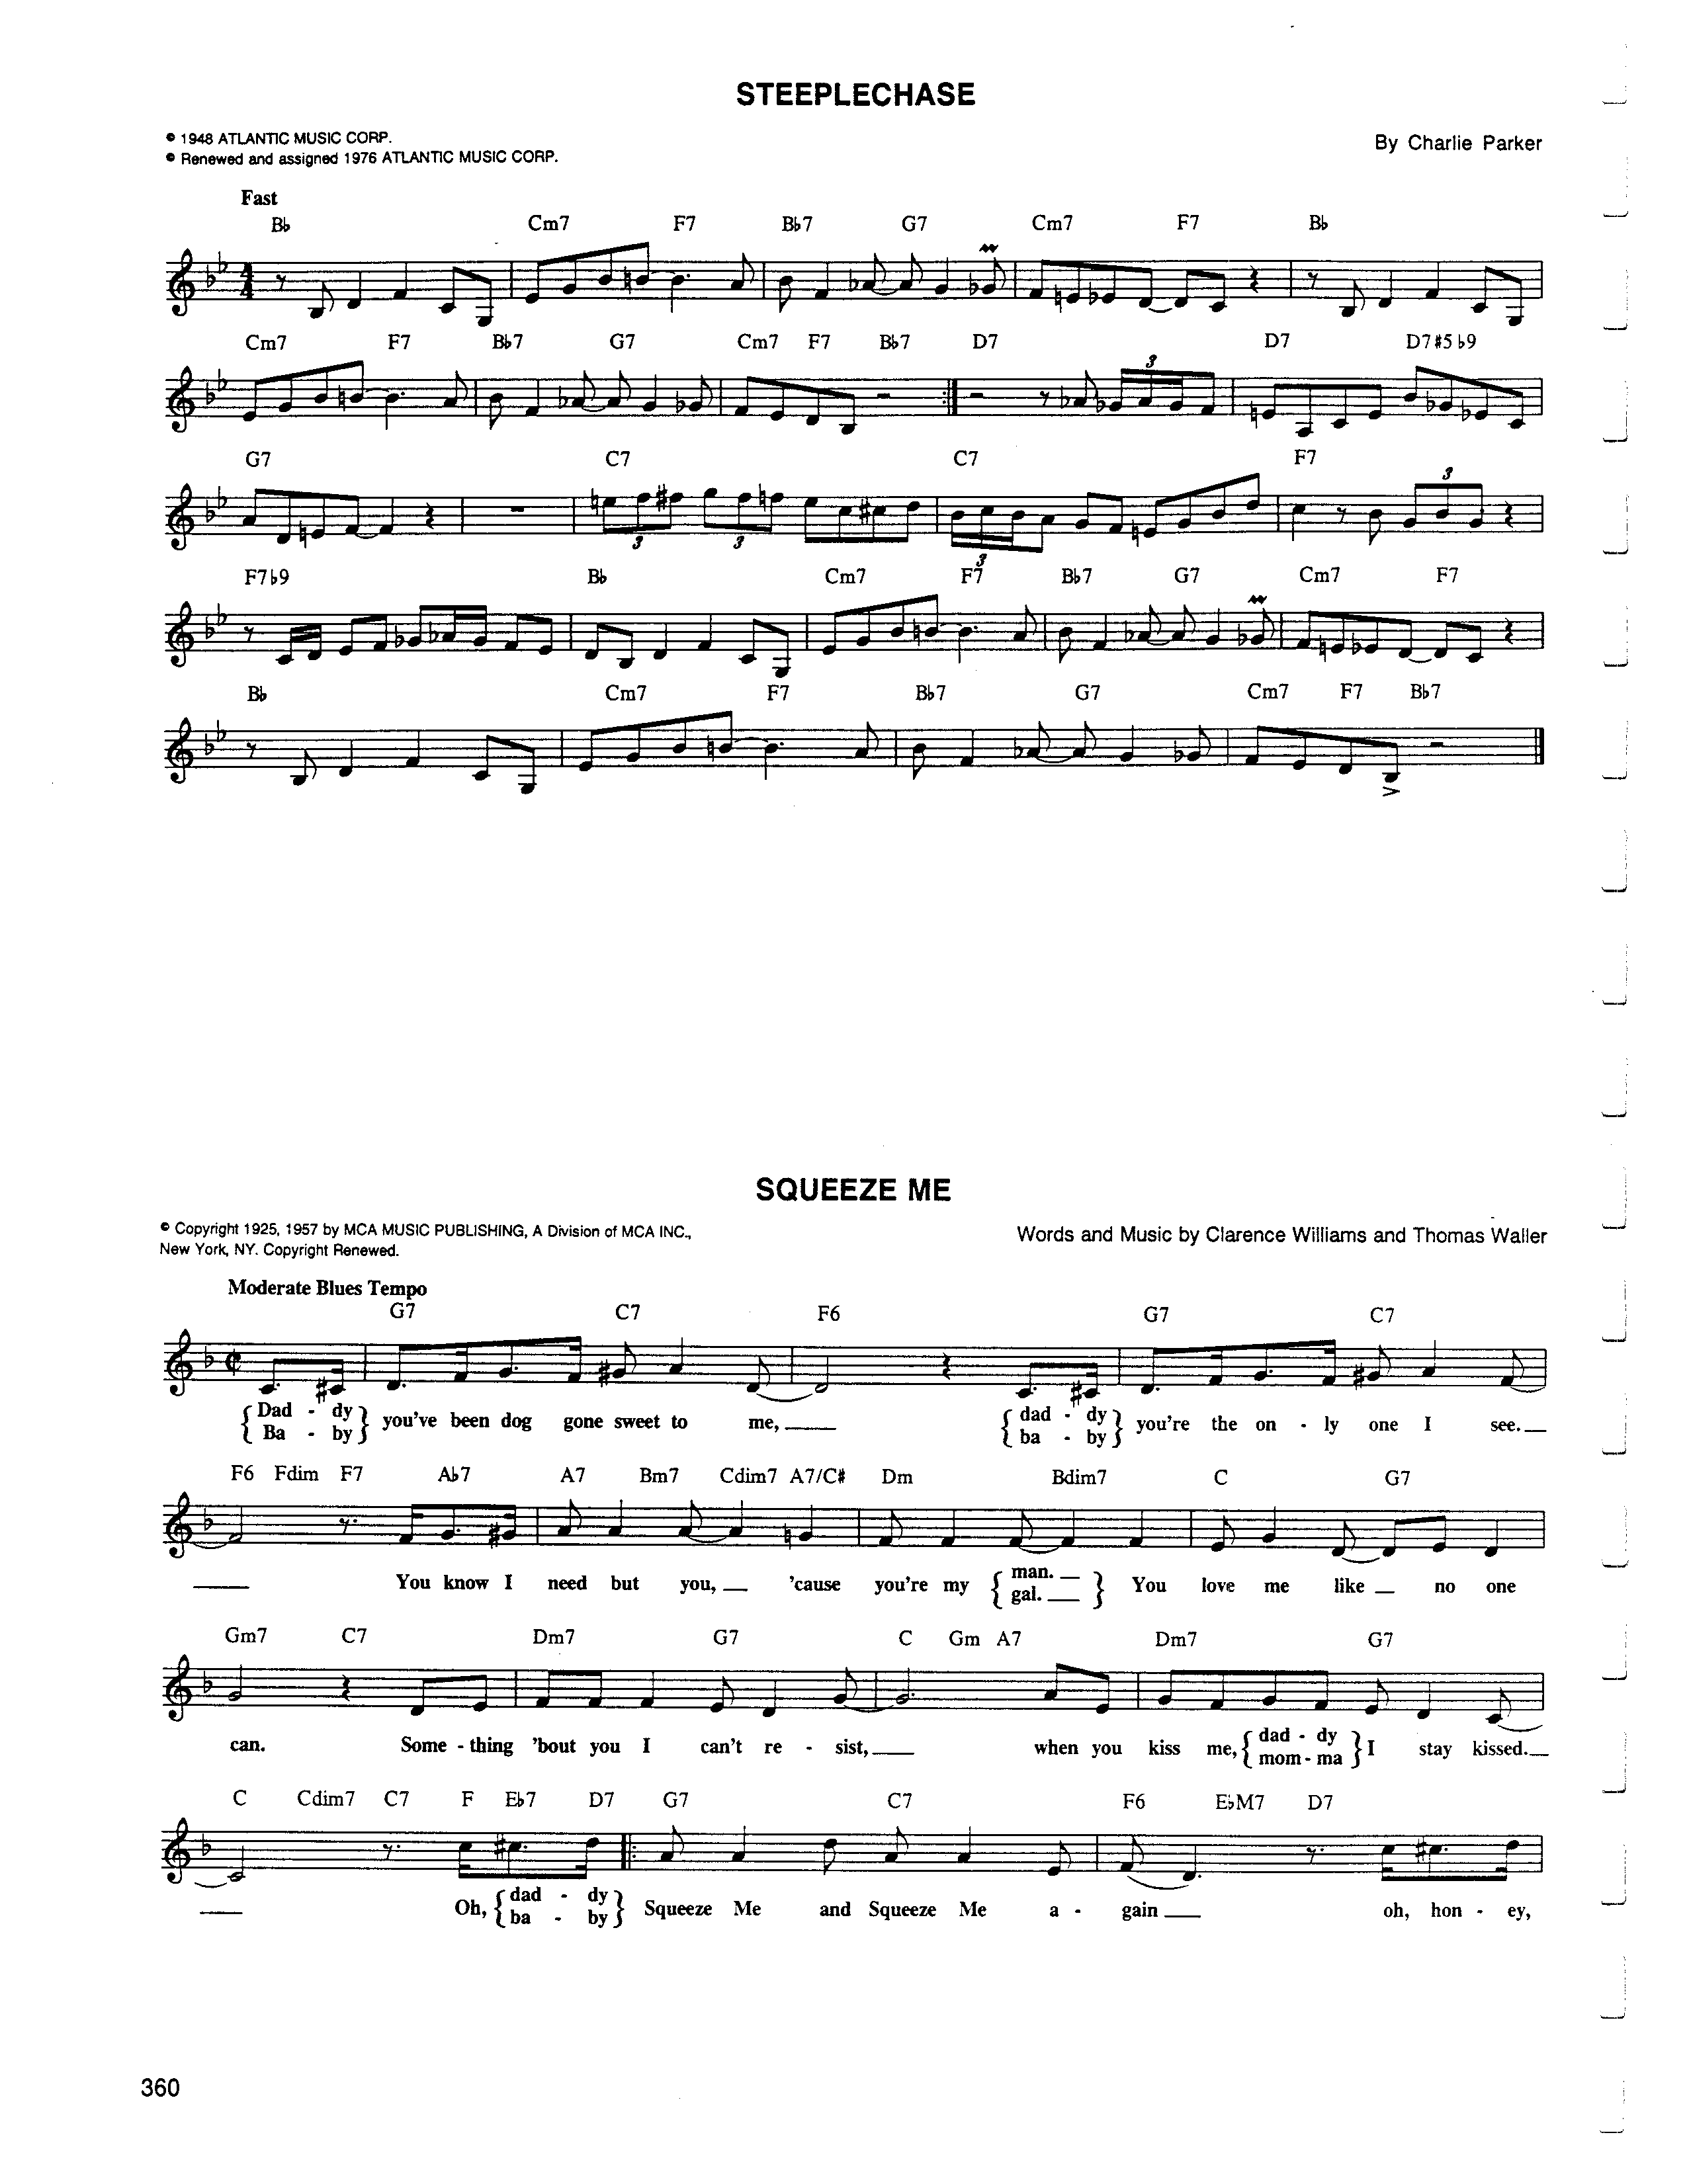 STEEPLECHASE
© 1948 ATLANTIC MUSIC CORP.
© Renewed and assigned 1976 ATLANTIC MUSIC CORP.
By Charlie Parker
Fast
B♭ Cm7 F7 B♭7 G7 Cm7 F7 B♭
4
4
Cm7 F7 B♭7 G7 Cm7 F7 B♭7 D7 D7 D7♯5♭9
3
G7 C7 C7 F7
3 3 3 3
F7♭9 B♭ Cm7 F7 B♭7 G7 Cm7 F7
B♭ Cm7 F7 B♭7 G7 Cm7 F7 B♭7
SQUEEZE ME
© Copyright 1925, 1957 by MCA MUSIC PUBLISHING, A Division of MCA INC.,
New York, NY. Copyright Renewed.
Words and Music by Clarence Williams and Thomas Waller
Moderate Blues Tempo
G7 C7 F6 G7 C7
{Dad - dy} you've been dog gone sweet to me, {dad - dy} you're the on - ly one I see.
{Ba - by} {ba - by}
F6 Fdim F7 A♭7 A7 Bm7 Cdim7 A7/C♯ Dm Bdim7 C G7
You know I need but you, 'cause you're my {man.} You love me like no one
{gal.}
Gm7 C7 Dm7 G7 C Gm A7 Dm7 G7
can. Some - thing 'bout you I can't re - sist, when you kiss me, {dad - dy} I stay kissed.
{mom - ma}
C Cdim7 C7 F E♭7 D7 G7 C7 F6 E♭M7 D7
Oh, {dad - dy} Squeeze Me and Squeeze Me a - gain oh, hon - ey,
{ba - by}
360